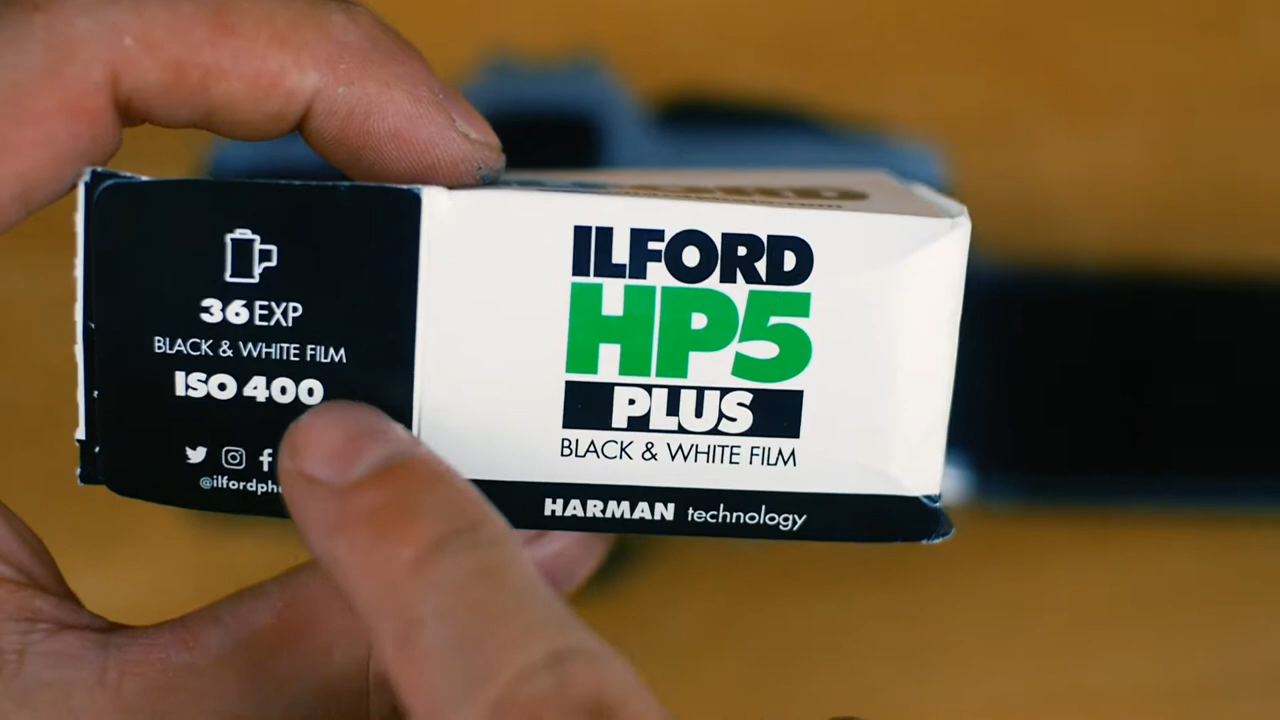 36 EXP
BLACK & WHITE FILM
ISO 400
ILFORD
HP5
PLUS
BLACK & WHITE FILM
HARMAN technology